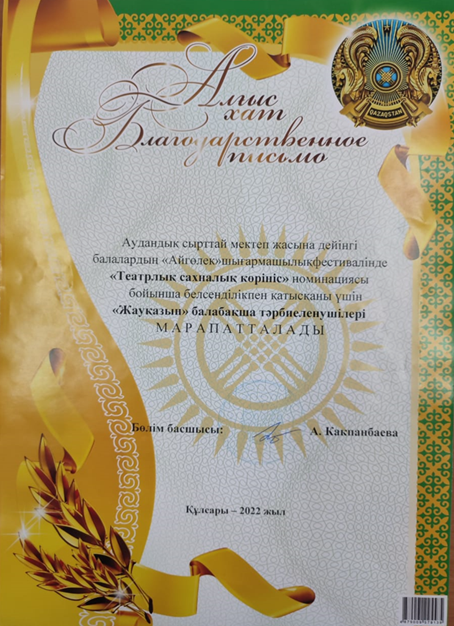 Алғыс
хат
Благодарственное
письмо
QAZAQSTAN
Аудандық сырттай мектеп жасына дейінгі
балалардың «Айгөлек»шығармашылықфестивалінде
«Театрлық сахналық көрініс» номинациясы
бойынша белсенділікпен қатысқаны үшін
«Жауқазын» балабақша тәрбиеленушілері
МАРАПАТТАЛАДЫ
Бөлім басшысы: А. Какпанбаева
Құлсары – 2022 жыл